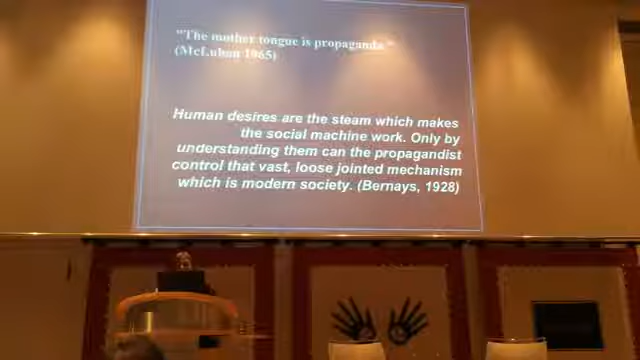 "The mother tongue is propaganda."
(McLuhan 1965)
Human desires are the steam which makes
the social machine work. Only by
understanding them can the propagandist
control that vast, loose jointed mechanism
which is modern society. (Bernays, 1928)